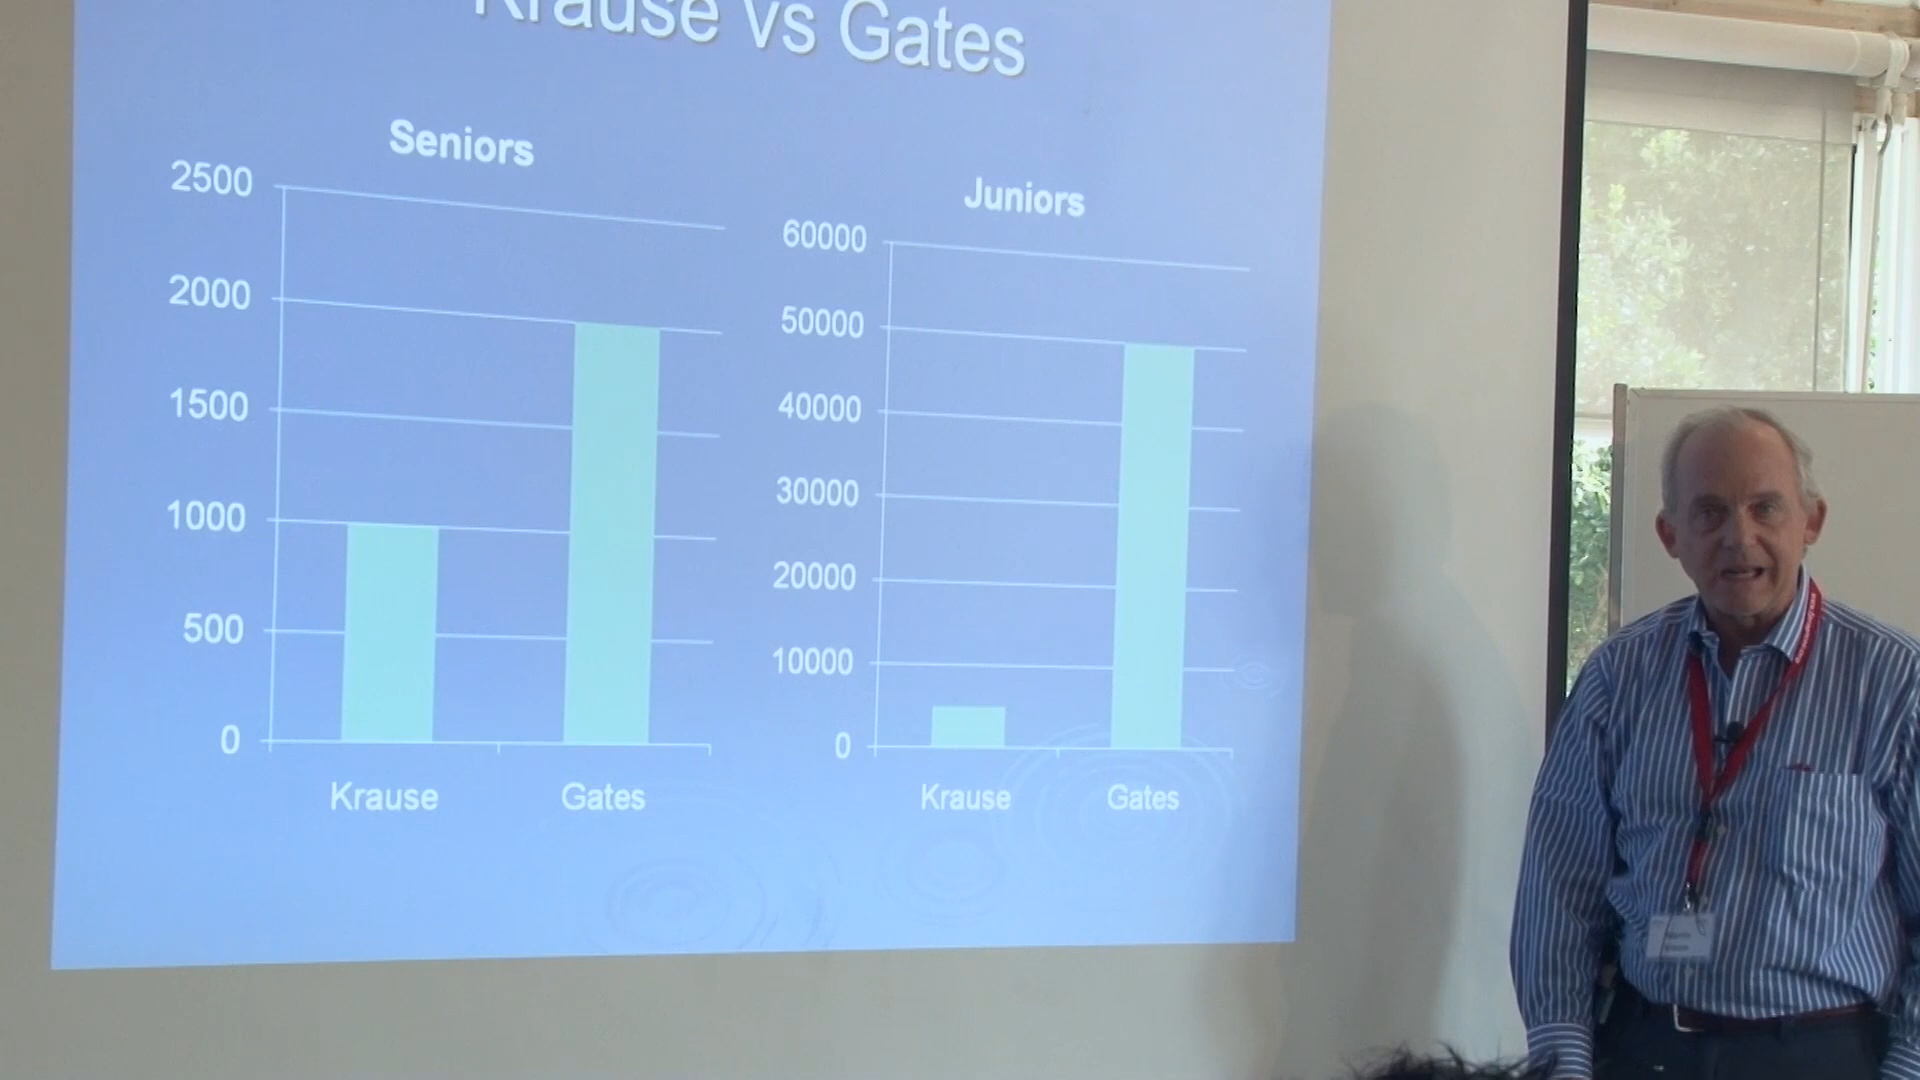 Krause vs Gates
Seniors
2500
2000
1500
1000
500
0
Krause
Gates
Juniors
60000
50000
40000
30000
20000
10000
0
Krause
Gates